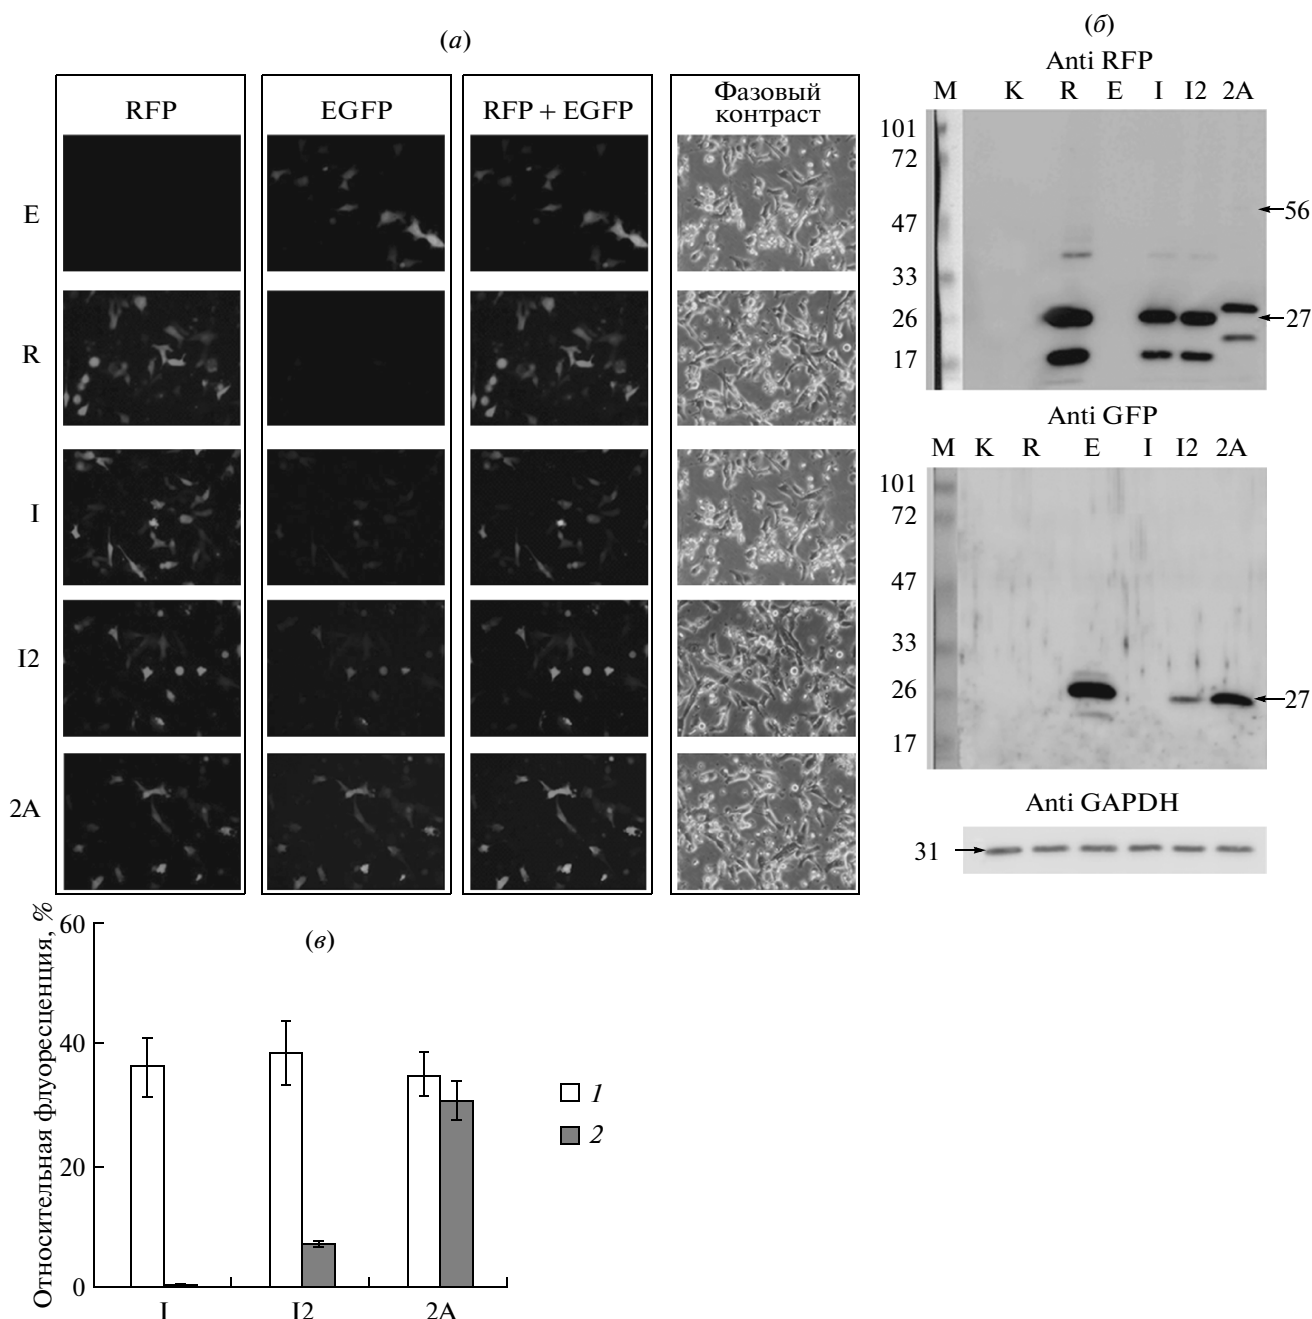 (а)
RFP
EGFP
RFP + EGFP
Фазовый
контраст
E
R
I
I2
2A
(б)
Anti RFP
M K R E I I2 2A
101
72
47
33
26
17
56
27
Anti GFP
M K R E I I2 2A
101
72
47
33
26
17
27
Anti GAPDH
31
(в)
Относительная флуоресценция, %
60
40
20
0
I I2 2A
1
2